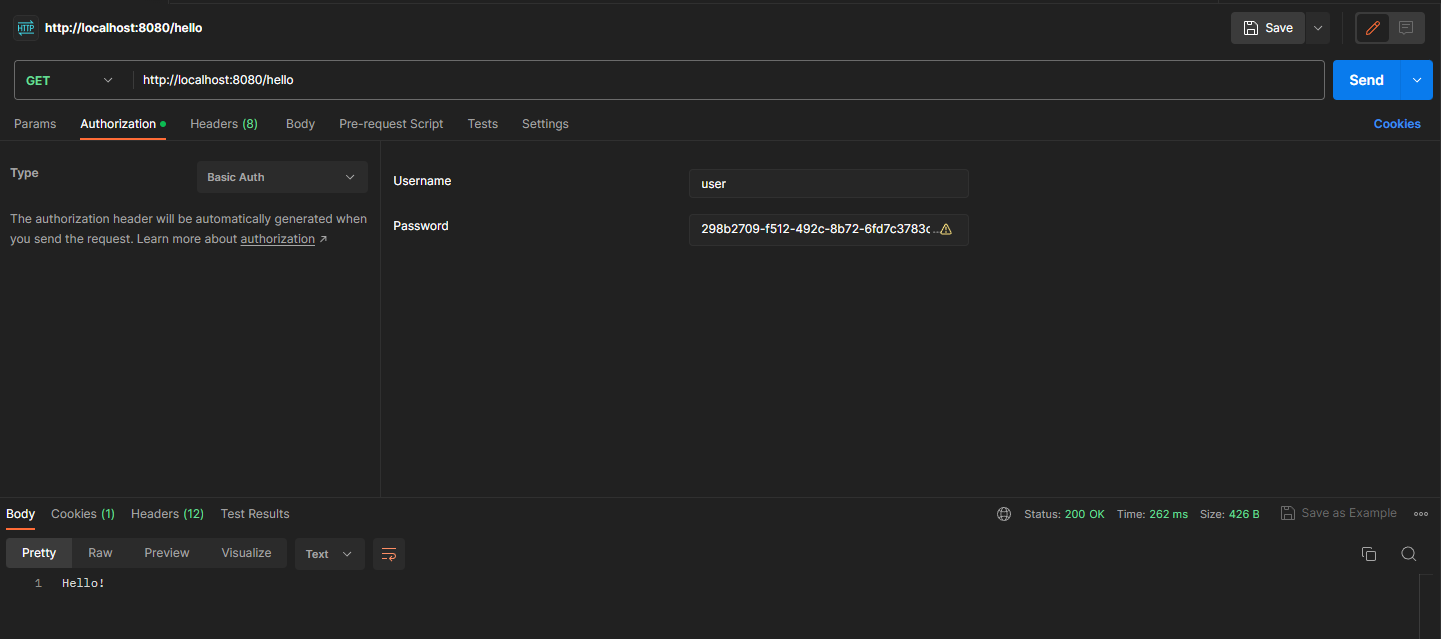 HTTP http://localhost:8080/hello Save
GET http://localhost:8080/hello Send
Params Authorization Headers (8) Body Pre-request Script Tests Settings Cookies
Type Basic Auth
The authorization header will be automatically generated when
you send the request. Learn more about authorization ↗
Username user
Password 298b2709-f512-492c-8b72-6fd7c3783c...
Body Cookies (1) Headers (12) Test Results Status: 200 OK Time: 262 ms Size: 426 B Save as Example
Pretty Raw Preview Visualize Text
1 Hello!